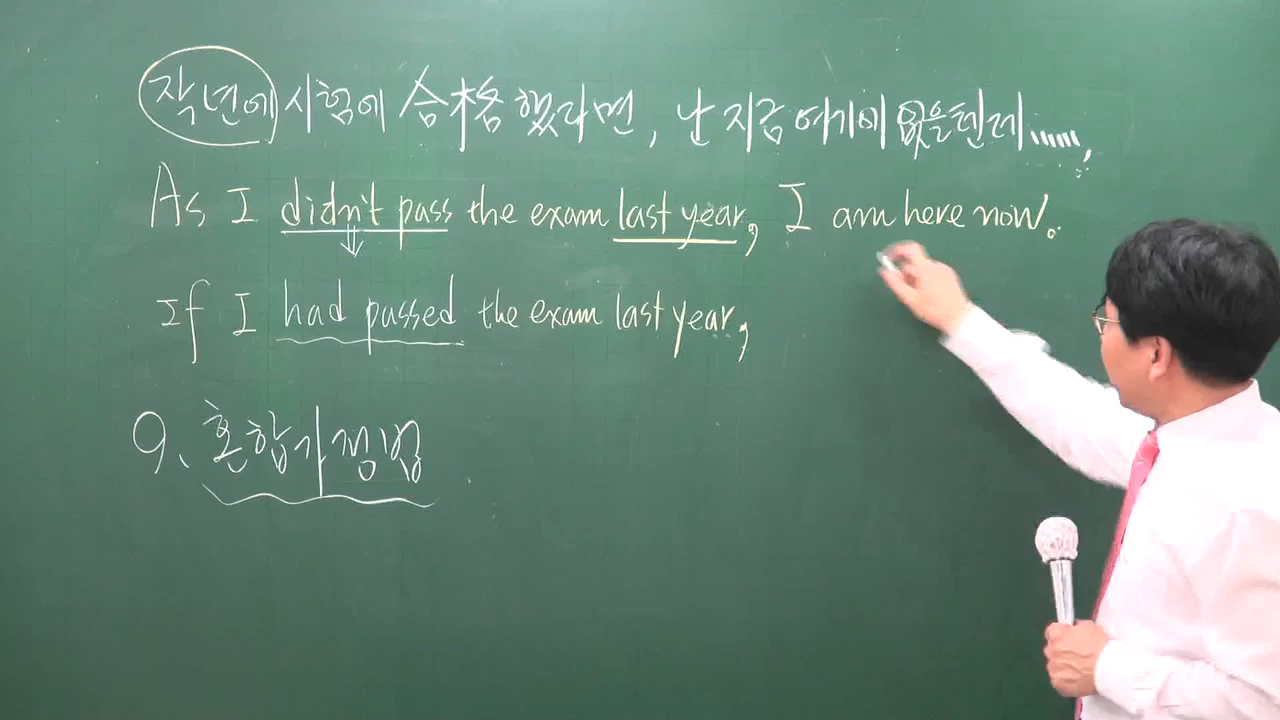 작년에 시험에 合格했다면, 난 지금 여기에 없을텐데......,
As I didn't pass the exam last year, I am here now.
If I had passed the exam last year,
9. 혼합가정법